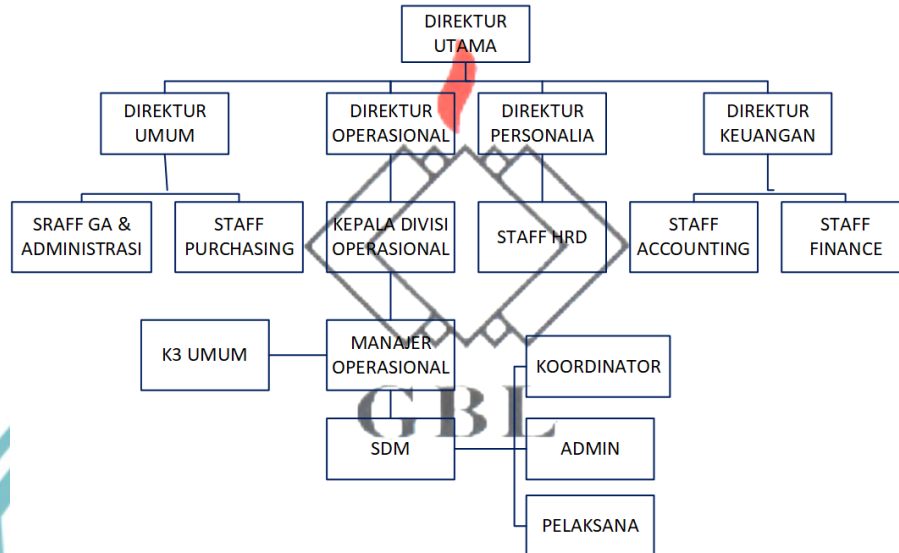 DIREKTUR
UTAMA
DIREKTUR
UMUM
DIREKTUR
OPERASIONAL
DIREKTUR
PERSONALIA
DIREKTUR
KEUANGAN
SRAFF GA &
ADMINISTRASI
STAFF
PURCHASING
KEPALA DIVISI
OPERASIONAL
STAFF HRD
STAFF
ACCOUNTING
STAFF
FINANCE
K3 UMUM
MANAJER
OPERASIONAL
KOORDINATOR
GBL
SDM
ADMIN
PELAKSANA